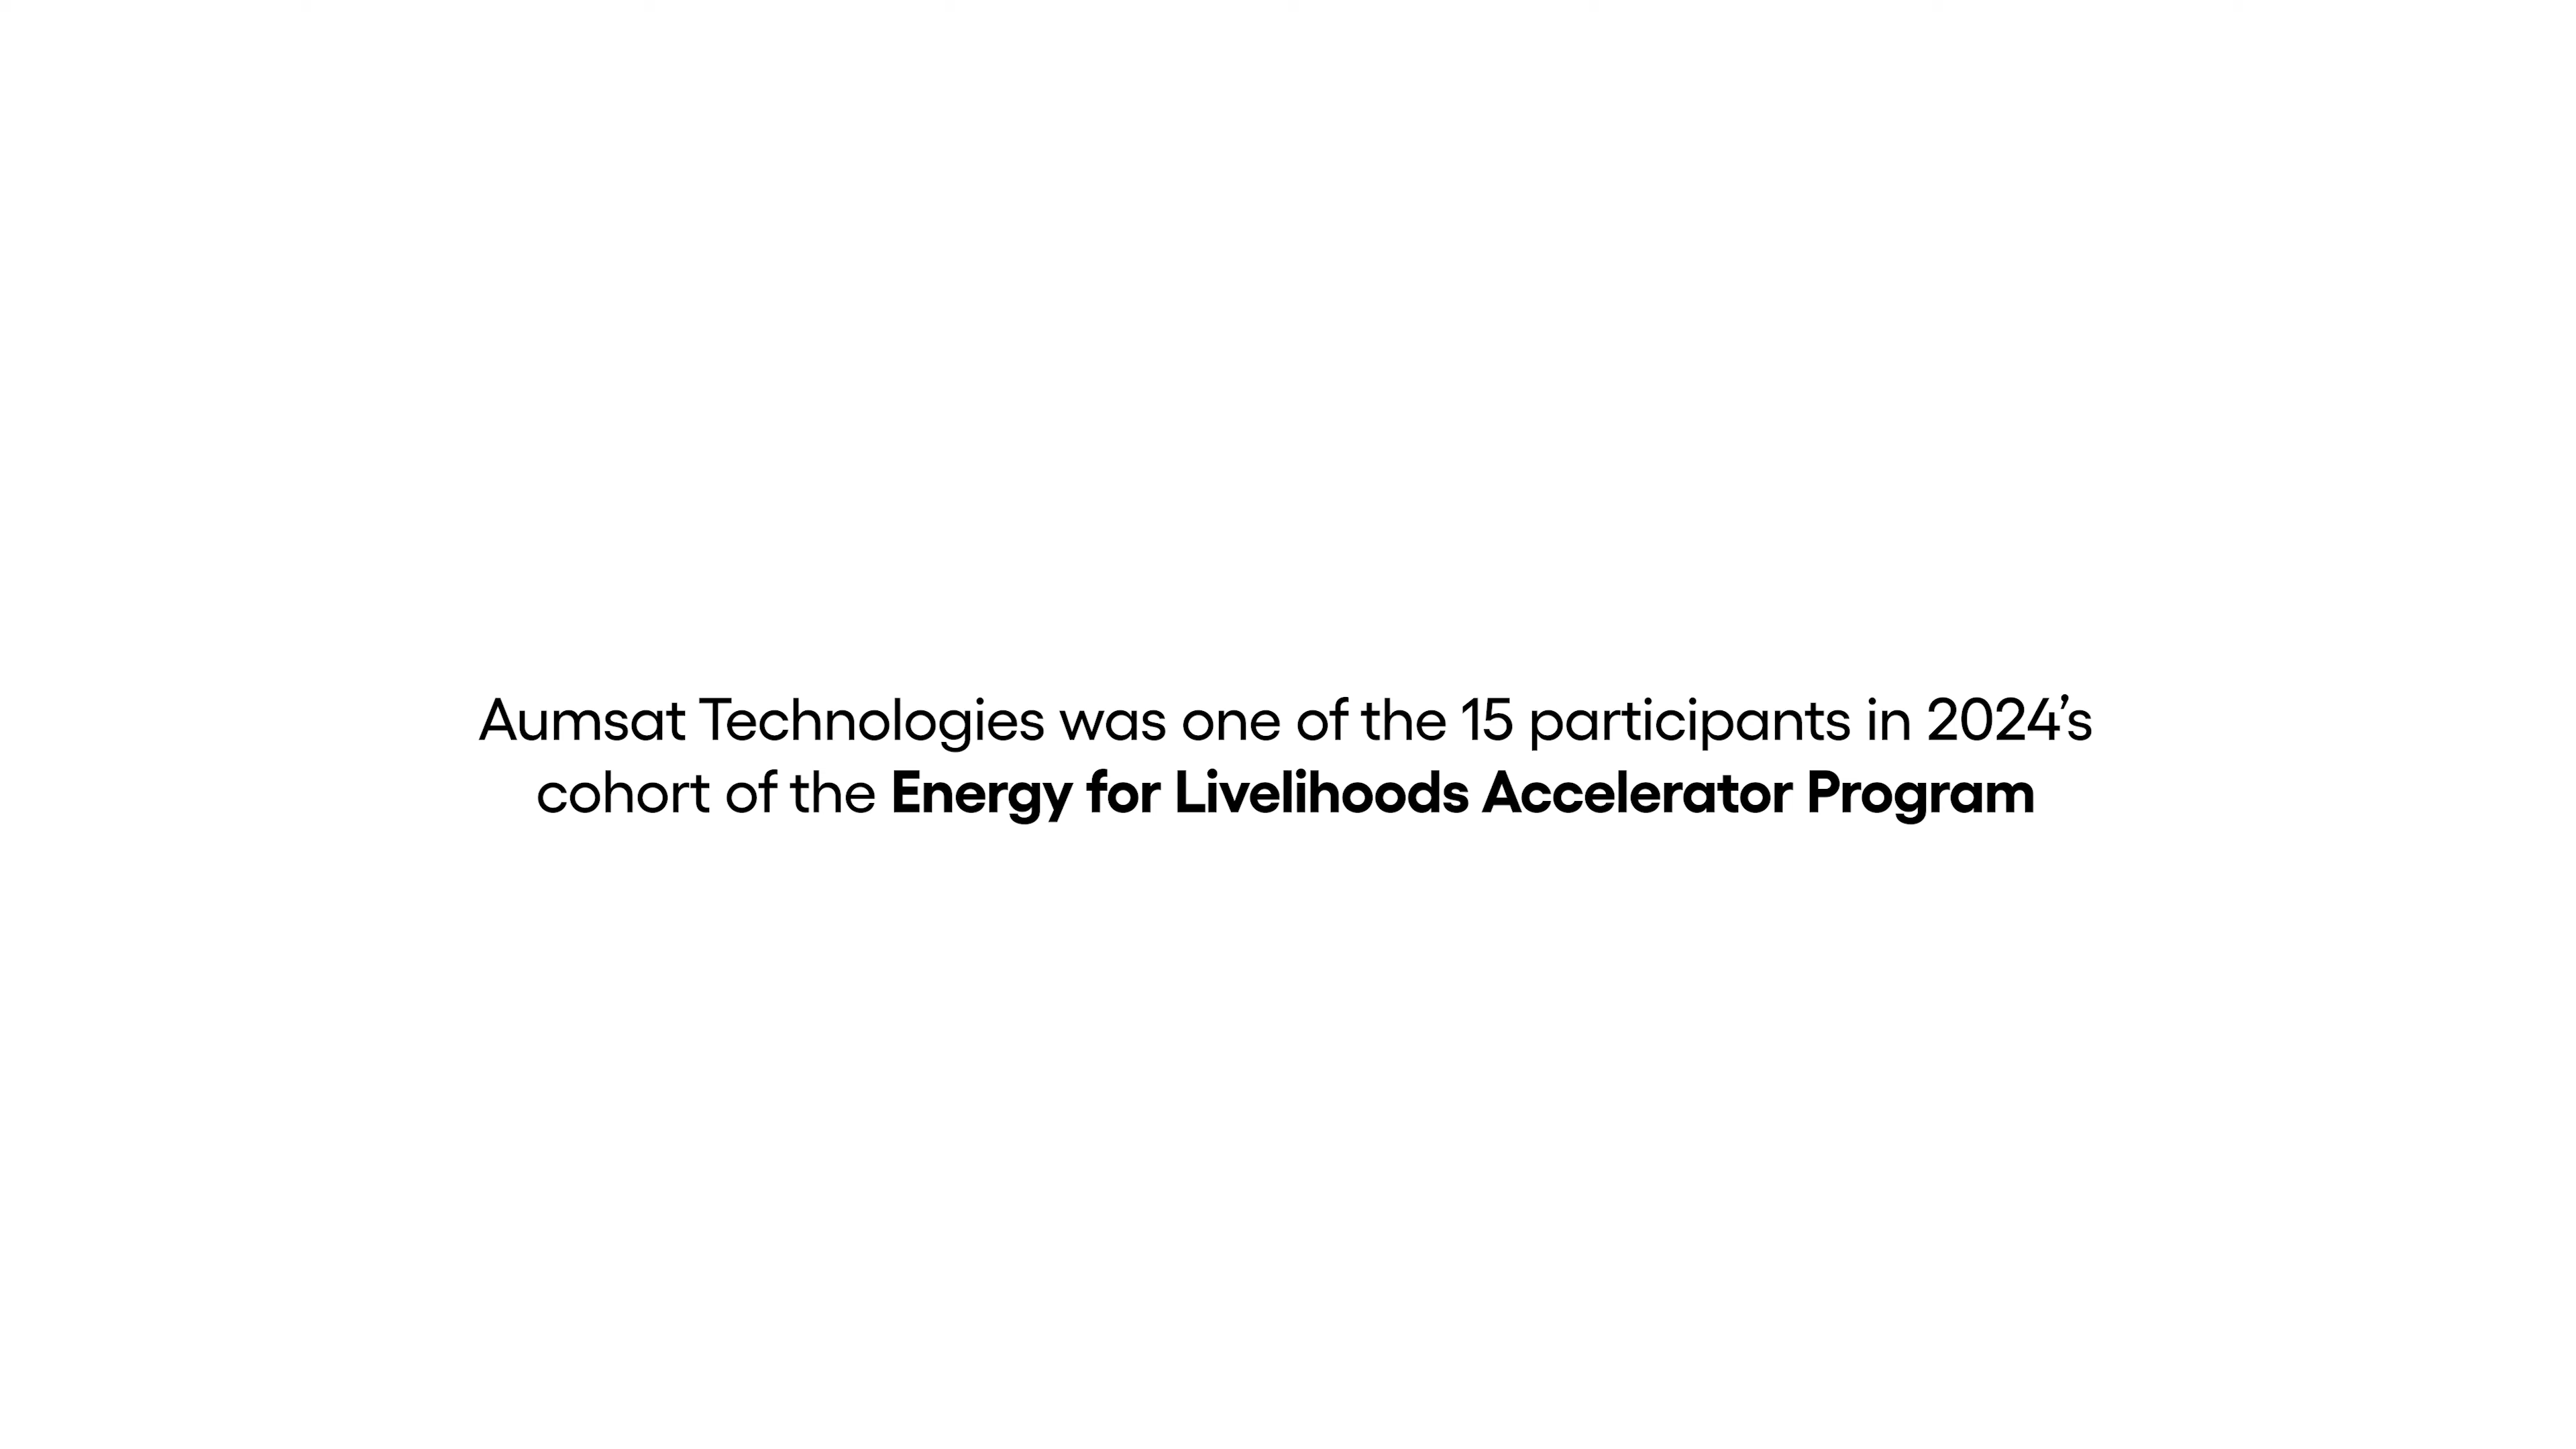 Aumsat Technologies was one of the 15 participants in 2024’s
cohort of the Energy for Livelihoods Accelerator Program